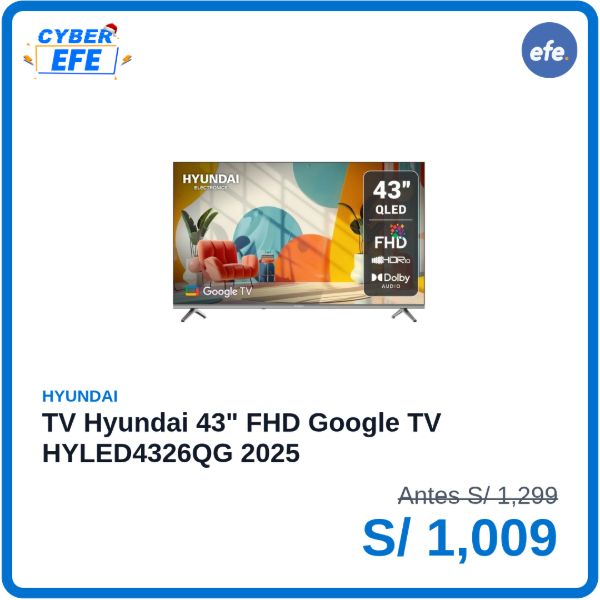 CYBER
EFE
efe.
HYUNDAI
ELECTRONICS
43"
QLED
FHD
HDR10
Dolby
AUDIO
Google TV
HYUNDAI
TV Hyundai 43" FHD Google TV
HYLED4326QG 2025
Antes S/ 1,299
S/ 1,009